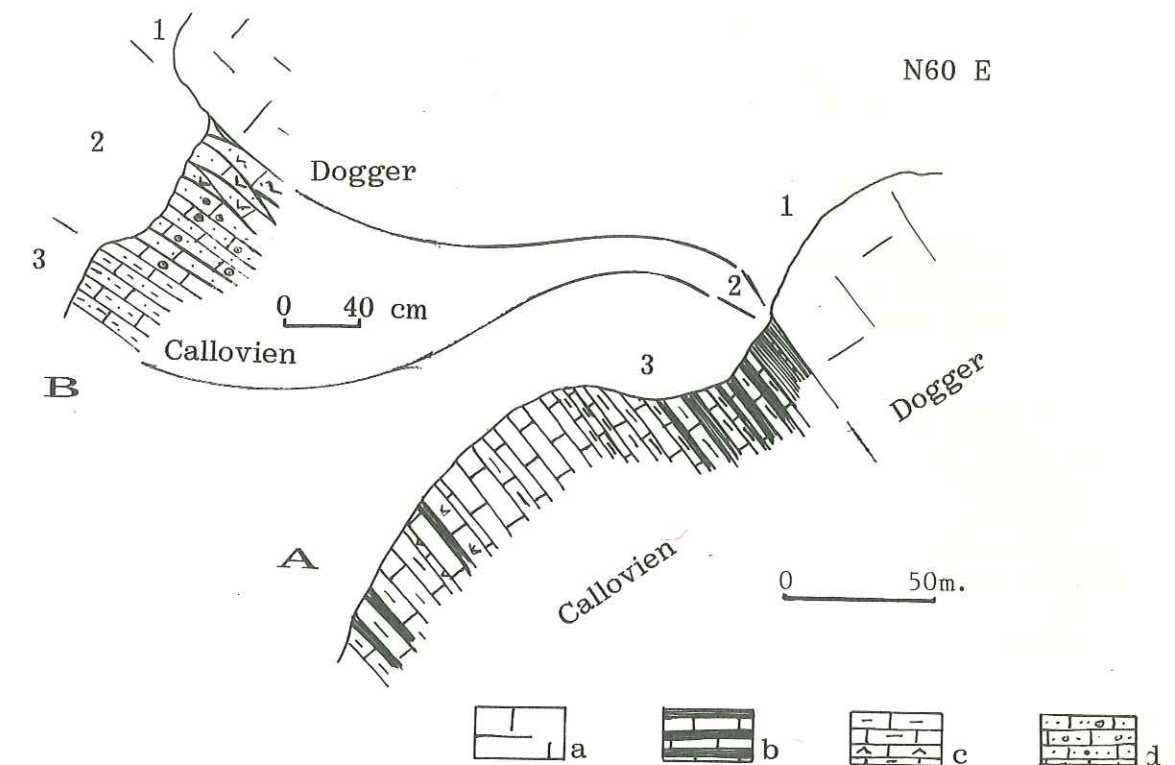 1
N60 E
2
Dogger
1
3
2
0 40 cm
Callovien
3
B
Dogger
A
Callovien
0 50m.
a b c d